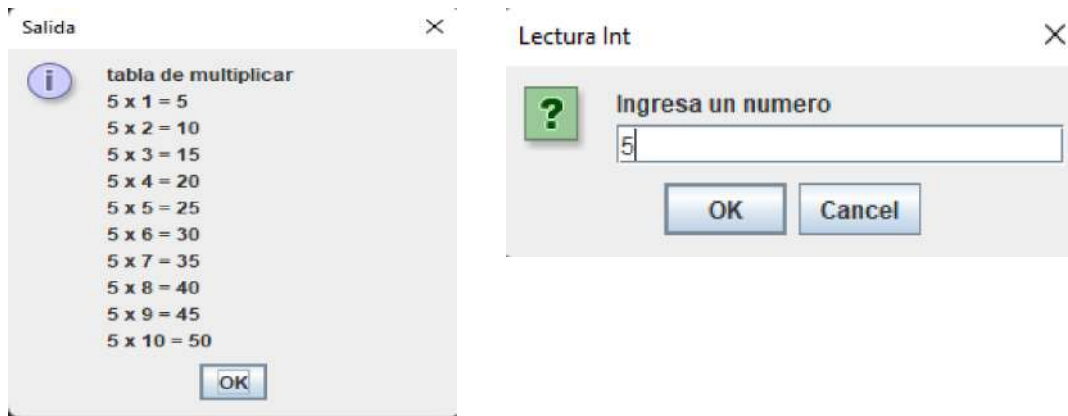 Salida
tabla de multiplicar
5 x 1 = 5
5 x 2 = 10
5 x 3 = 15
5 x 4 = 20
5 x 5 = 25
5 x 6 = 30
5 x 7 = 35
5 x 8 = 40
5 x 9 = 45
5 x 10 = 50
OK
Lectura Int
Ingresa un numero
5
OK Cancel